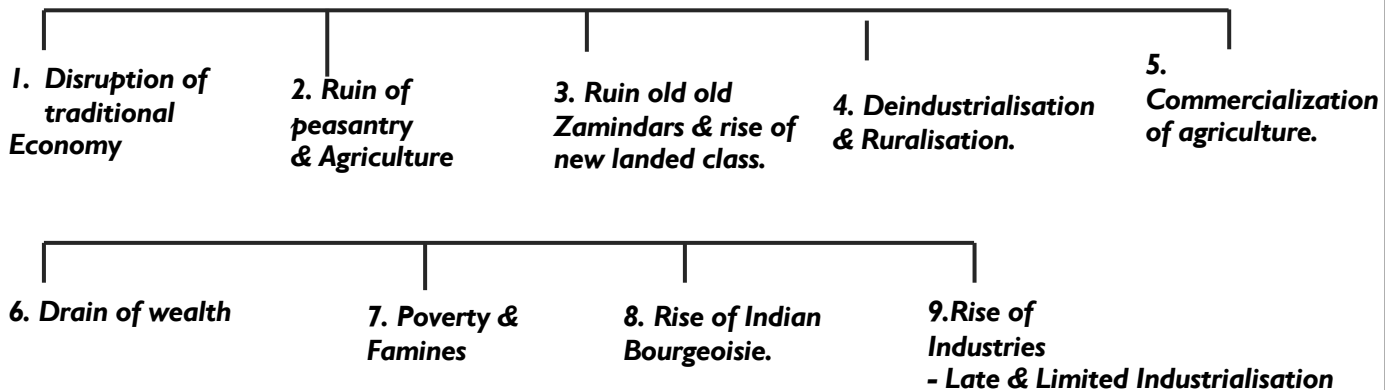 1. Disruption of
traditional
Economy
2. Ruin of
peasantry
& Agriculture
3. Ruin old old
Zamindars & rise of
new landed class.
4. Deindustrialisation
& Ruralisation.
5.
Commercialization
of agriculture.
6. Drain of wealth
7. Poverty &
Famines
8. Rise of Indian
Bourgeoisie.
9.Rise of
Industries
- Late & Limited Industrialisation